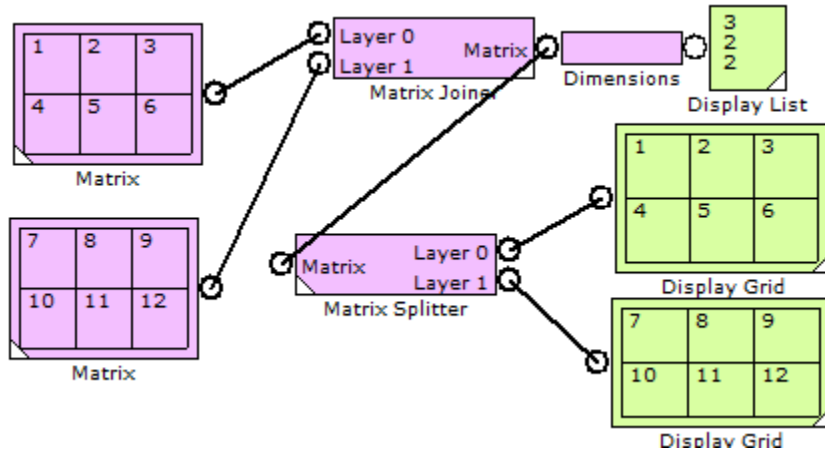 1 2 3
4 5 6
Matrix
Layer 0
Layer 1
Matrix
Matrix Joiner
Dimensions
3
2
2
Display List
1 2 3
4 5 6
Display Grid
7 8 9
10 11 12
Matrix
Matrix
Layer 0
Layer 1
Matrix Splitter
7 8 9
10 11 12
Display Grid